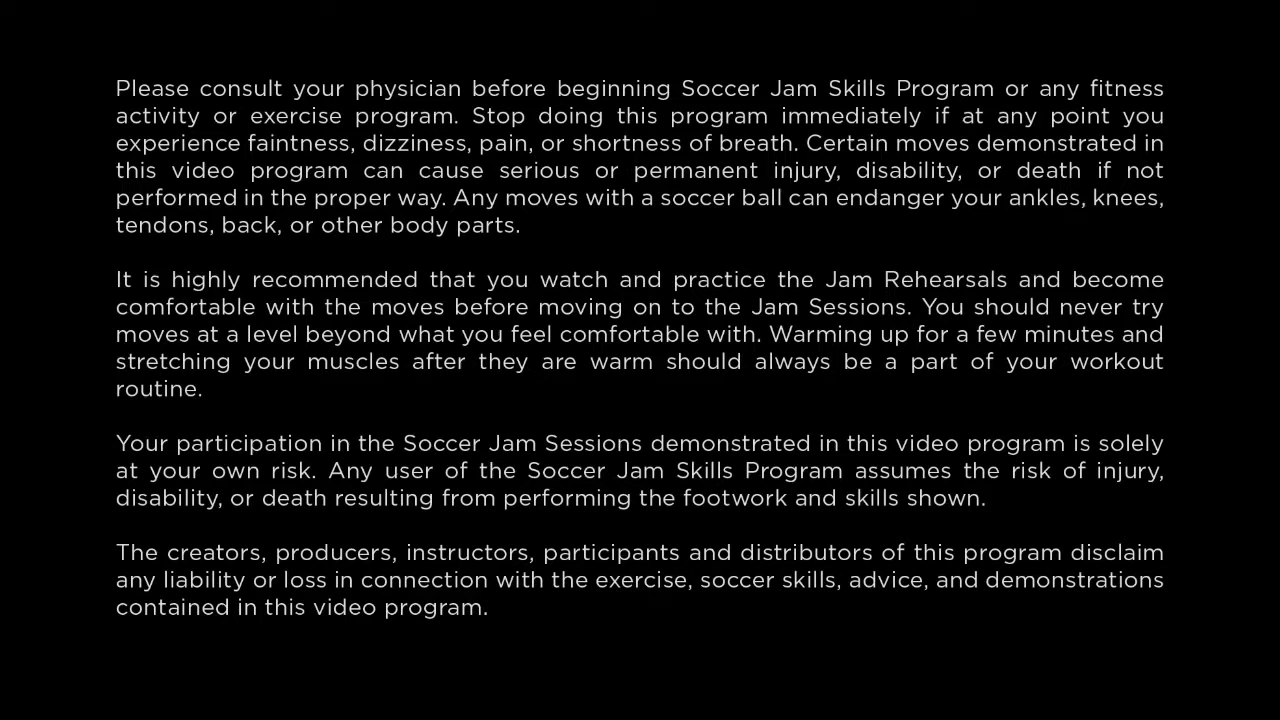 Please consult your physician before beginning Soccer Jam Skills Program or any fitness
activity or exercise program. Stop doing this program immediately if at any point you
experience faintness, dizziness, pain, or shortness of breath. Certain moves demonstrated in
this video program can cause serious or permanent injury, disability, or death if not
performed in the proper way. Any moves with a soccer ball can endanger your ankles, knees,
tendons, back, or other body parts.
It is highly recommended that you watch and practice the Jam Rehearsals and become
comfortable with the moves before moving on to the Jam Sessions. You should never try
moves at a level beyond what you feel comfortable with. Warming up for a few minutes and
stretching your muscles after they are warm should always be a part of your workout
routine.
Your participation in the Soccer Jam Sessions demonstrated in this video program is solely
at your own risk. Any user of the Soccer Jam Skills Program assumes the risk of injury,
disability, or death resulting from performing the footwork and skills shown.
The creators, producers, instructors, participants and distributors of this program disclaim
any liability or loss in connection with the exercise, soccer skills, advice, and demonstrations
contained in this video program.